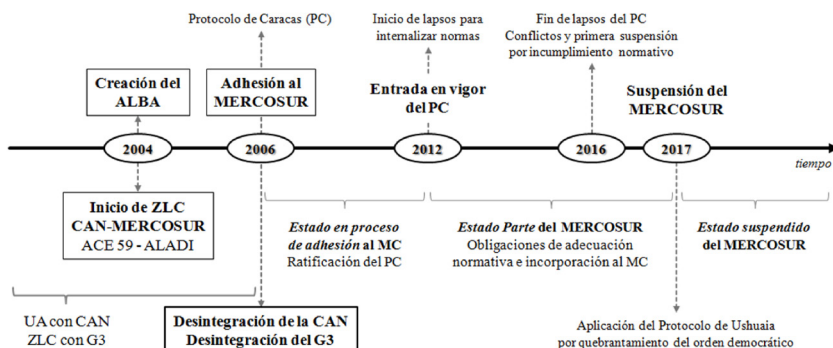 Protocolo de Caracas (PC)
Inicio de lapsos para
internalizar normas
Fin de lapsos del PC
Conflictos y primera suspensión
por incumplimiento normativo
Creación del
ALBA
Adhesión al
MERCOSUR
Entrada en vigor
del PC
Suspensión del
MERCOSUR
2004
2006
2012
2016
2017
tiempo
Inicio de ZLC
CAN-MERCOSUR
ACE 59 - ALADI
Estado en proceso
de adhesión al MC
Ratificación del PC
Estado Parte del MERCOSUR
Obligaciones de adecuación
normativa e incorporación al MC
Estado suspendido
del MERCOSUR
UA con CAN
ZLC con G3
Desintegración de la CAN
Desintegración del G3
Aplicación del Protocolo de Ushuaia
por quebrantamiento del orden democrático